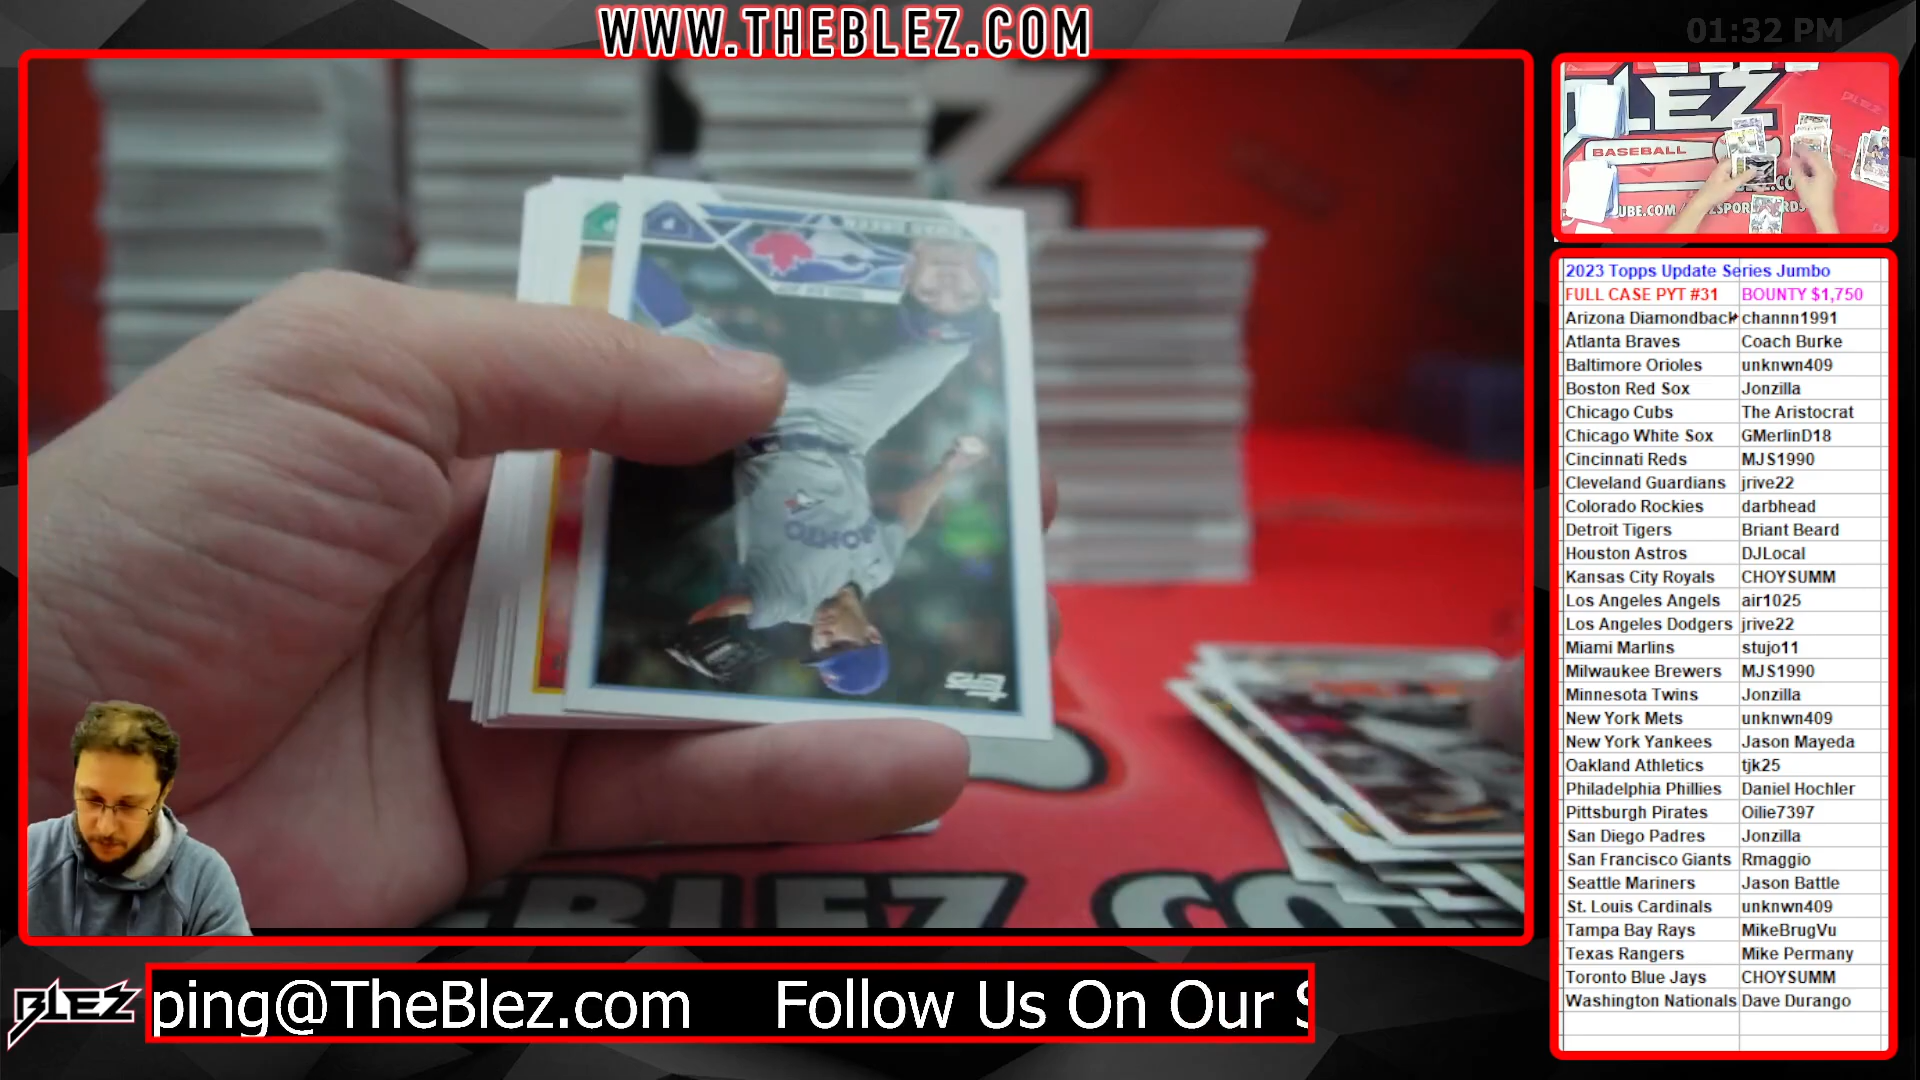 WWW.THEBLEZ.COM
01:32 PM
BLEZ
BASEBALL
2023 Topps Update Series Jumbo
FULL CASE PYT #31 BOUNTY $1,750
Arizona Diamondback channn1991
Atlanta Braves Coach Burke
Baltimore Orioles unknwn409
Boston Red Sox Jonzilla
Chicago Cubs The Aristocrat
Chicago White Sox GMerlinD18
Cincinnati Reds MJS1990
Cleveland Guardians jrive22
Colorado Rockies darbhead
Detroit Tigers Briant Beard
Houston Astros DJLocal
Kansas City Royals CHOYSUMM
Los Angeles Angels air1025
Los Angeles Dodgers jrive22
Miami Marlins stujo11
Milwaukee Brewers MJS1990
Minnesota Twins Jonzilla
New York Mets unknwn409
New York Yankees Jason Mayeda
Oakland Athletics tjk25
Philadelphia Phillies Daniel Hochler
Pittsburgh Pirates Oilie7397
San Diego Padres Jonzilla
San Francisco Giants Rmaggio
Seattle Mariners Jason Battle
St. Louis Cardinals unknwn409
Tampa Bay Rays MikeBrugVu
Texas Rangers Mike Permany
Toronto Blue Jays CHOYSUMM
Washington Nationals Dave Durango
Topps
BLEZ.CO
BLEZ
ping@TheBlez.com Follow Us On Our S